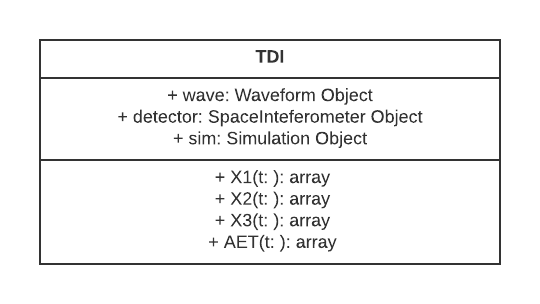 TDI
+ wave: Waveform Object
+ detector: SpaceInteferometer Object
+ sim: Simulation Object
+ X1(t: ): array
+ X2(t: ): array
+ X3(t: ): array
+ AET(t: ): array